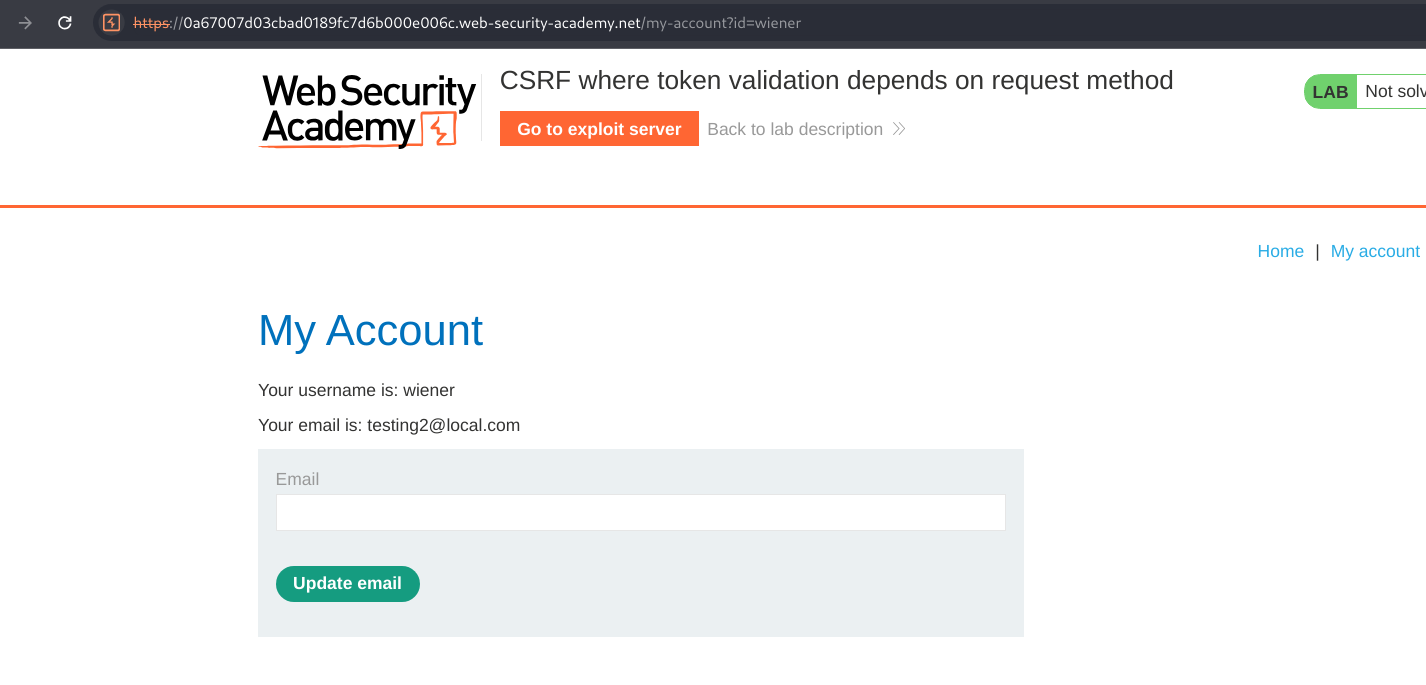 https://0a67007d03cbad0189fc7d6b000e006c.web-security-academy.net/my-account?id=wiener
Web Security
Academy
CSRF where token validation depends on request method
Go to exploit server
Back to lab description
LAB
Not solv
Home | My account
My Account
Your username is: wiener
Your email is: testing2@local.com
Email
Update email